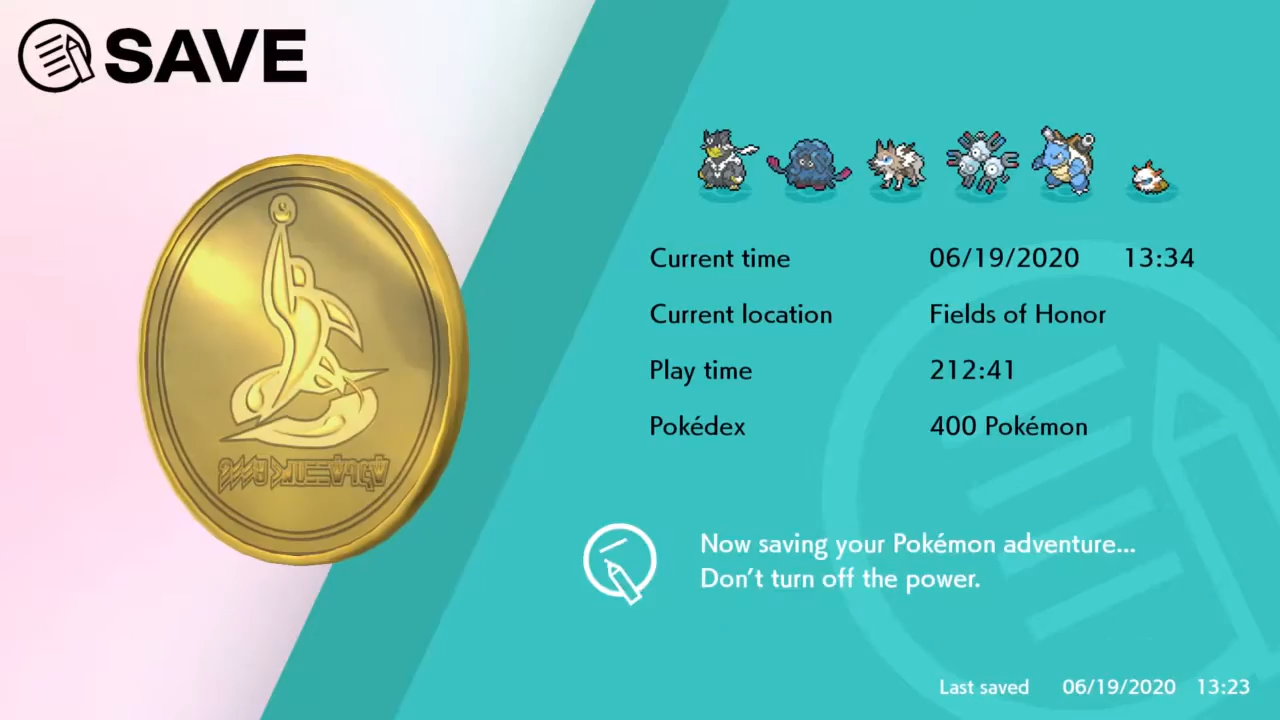 SAVE
Current time 06/19/2020 13:34
Current location Fields of Honor
Play time 212:41
Pokédex 400 Pokémon
Now saving your Pokémon adventure...
Don't turn off the power.
Last saved 06/19/2020 13:23